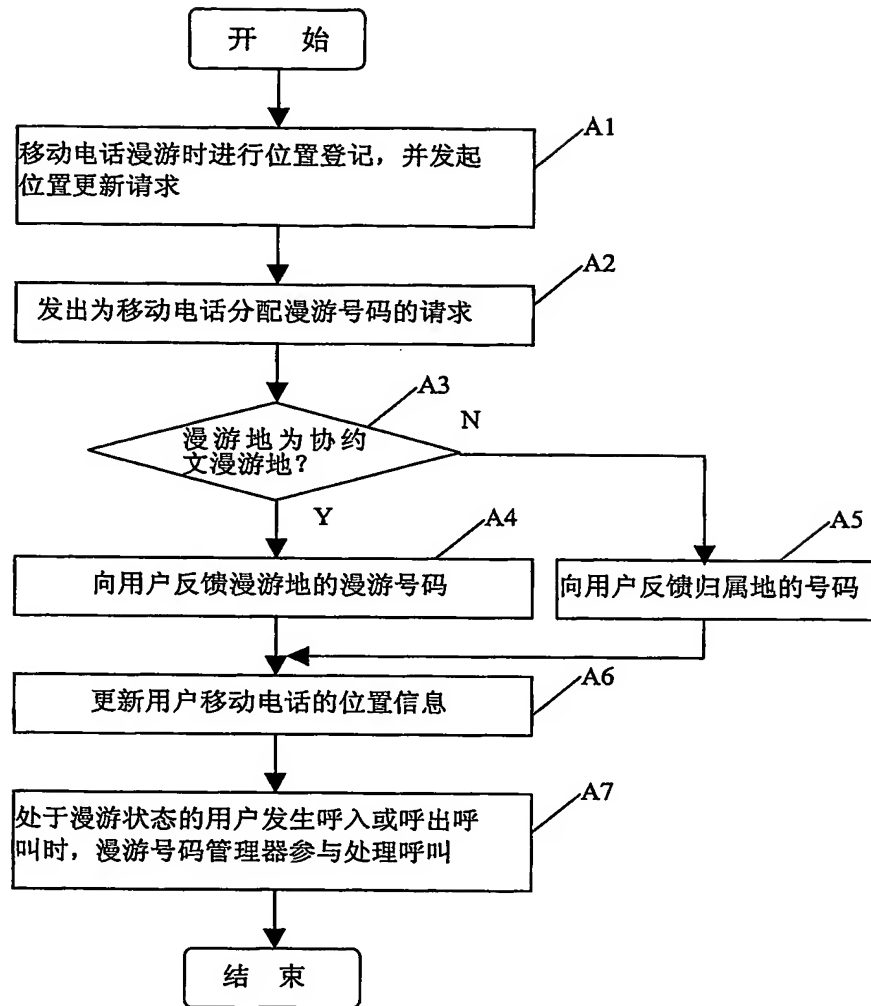 开 始
A1
移动电话漫游时进行位置登记，并发起
位置更新请求
A2
发出为移动电话分配漫游号码的请求
A3
N
漫游地为协约
文漫游地？
Y
A4
A5
向用户反馈漫游地的漫游号码
向用户反馈归属地的号码
A6
更新用户移动电话的位置信息
A7
处于漫游状态的用户发生呼入或呼出呼
叫时，漫游号码管理器参与处理呼叫
结 束